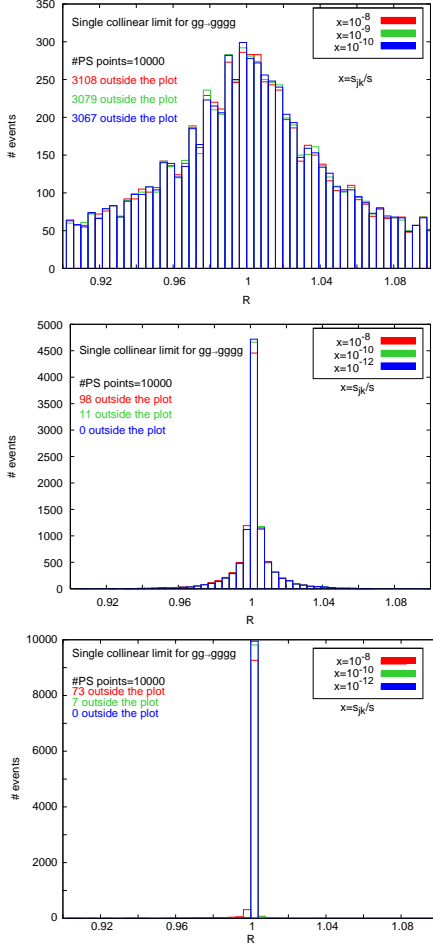 350
300
250
200
150
100
50
0
# events
Single collinear limit for gg→gggg
#PS points=10000
3108 outside the plot
3079 outside the plot
3067 outside the plot
x=10^-8
x=10^-9
x=10^-10
x=s_jk/s
0.92 0.96 1 1.04 1.08
R
5000
4500
4000
3500
3000
2500
2000
1500
1000
500
0
# events
Single collinear limit for gg→gggg
#PS points=10000
98 outside the plot
11 outside the plot
0 outside the plot
x=10^-8
x=10^-10
x=10^-12
x=s_jk/s
0.92 0.96 1 1.04 1.08
R
10000
8000
6000
4000
2000
0
# events
Single collinear limit for gg→gggg
#PS points=10000
73 outside the plot
7 outside the plot
0 outside the plot
x=10^-8
x=10^-10
x=10^-12
x=s_jk/s
0.92 0.96 1 1.04 1.08
R